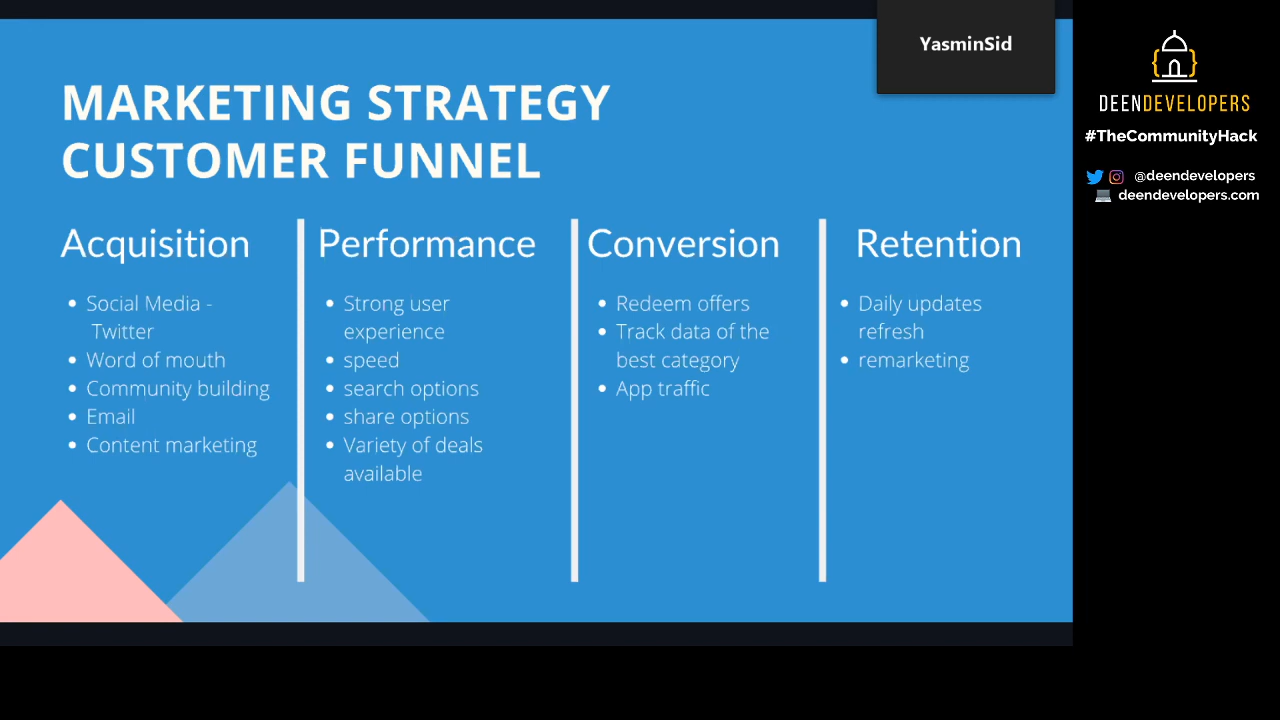 YasminSid
MARKETING STRATEGY
CUSTOMER FUNNEL
Acquisition
Social Media -
Twitter
Word of mouth
Community building
Email
Content marketing
Performance
Strong user
experience
speed
search options
share options
Variety of deals
available
Conversion
Redeem offers
Track data of the
best category
App traffic
Retention
Daily updates
refresh
remarketing
DEENDEVELOPERS
#TheCommunityHack
@deendevelopers
deendevelopers.com